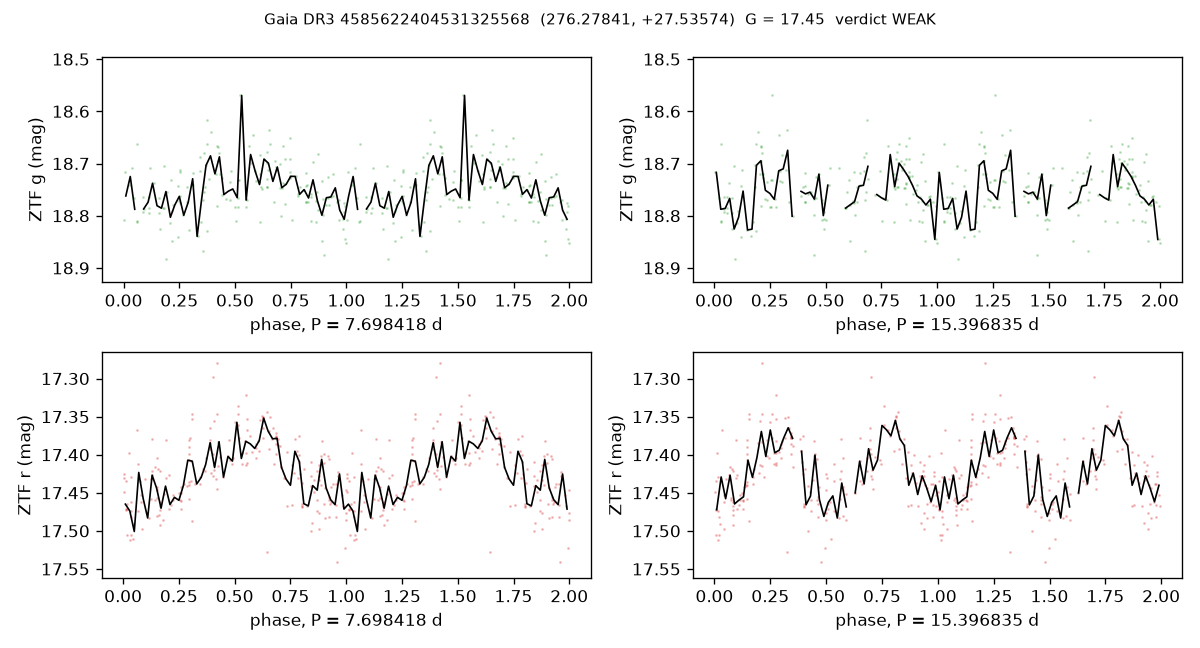 Gaia DR3 4585622404531325568  (276.27841, +27.53574)  G = 17.45  verdict WEAK
ZTF g (mag)
18.5
18.6
18.7
18.8
18.9
0.00 0.25 0.50 0.75 1.00 1.25 1.50 1.75 2.00
phase, P = 7.698418 d
ZTF g (mag)
18.5
18.6
18.7
18.8
18.9
0.00 0.25 0.50 0.75 1.00 1.25 1.50 1.75 2.00
phase, P = 15.396835 d
ZTF r (mag)
17.30
17.35
17.40
17.45
17.50
17.55
0.00 0.25 0.50 0.75 1.00 1.25 1.50 1.75 2.00
phase, P = 7.698418 d
ZTF r (mag)
17.30
17.35
17.40
17.45
17.50
17.55
0.00 0.25 0.50 0.75 1.00 1.25 1.50 1.75 2.00
phase, P = 15.396835 d